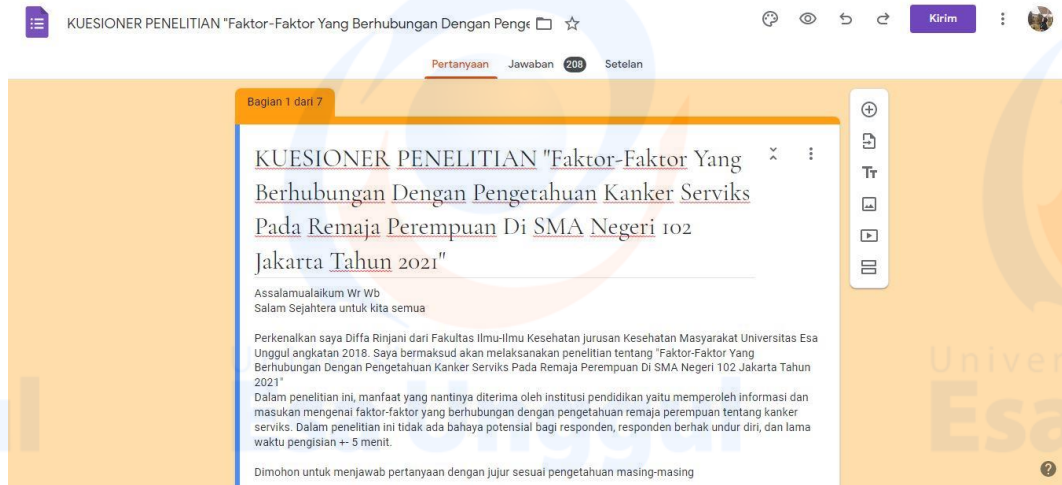 KUESIONER PENELITIAN "Faktor-Faktor Yang Berhubungan Dengan Penge
Kirim
Pertanyaan Jawaban 208 Setelan
Bagian 1 dari 7
KUESIONER PENELITIAN "Faktor-Faktor Yang
Berhubungan Dengan Pengetahuan Kanker Serviks
Pada Remaja Perempuan Di SMA Negeri 102
Jakarta Tahun 2021"
Assalamualaikum Wr Wb
Salam Sejahtera untuk kita semua
Perkenalkan saya Diffa Rinjani dari Fakultas Ilmu-Ilmu Kesehatan jurusan Kesehatan Masyarakat Universitas Esa
Unggul angkatan 2018. Saya bermaksud akan melaksanakan penelitian tentang "Faktor-Faktor Yang
Berhubungan Dengan Pengetahuan Kanker Serviks Pada Remaja Perempuan Di SMA Negeri 102 Jakarta Tahun
2021"
Dalam penelitian ini, manfaat yang nantinya diterima oleh institusi pendidikan yaitu memperoleh informasi dan
masukan mengenai faktor-faktor yang berhubungan dengan pengetahuan remaja perempuan tentang kanker
serviks. Dalam penelitian ini tidak ada bahaya potensial bagi responden, responden berhak undur diri, dan lama
waktu pengisian +- 5 menit.
Dimohon untuk menjawab pertanyaan dengan jujur sesuai pengetahuan masing-masing
Tт
Univer
Esa Unggul
Esa